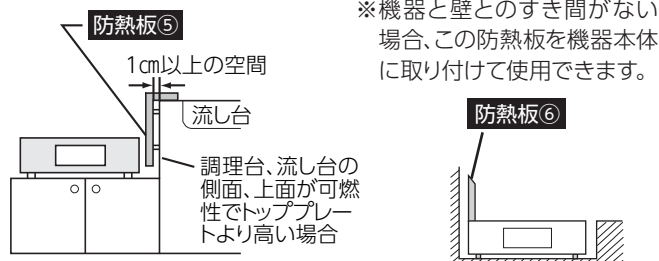 防熱板⑤
1㎝以上の空間
流し台
調理台、流し台の
側面、上面が可燃
性でトッププレー
トより高い場合
※機器と壁とのすき間がない
場合、この防熱板を機器本体
に取り付けて使用できます。
防熱板⑥